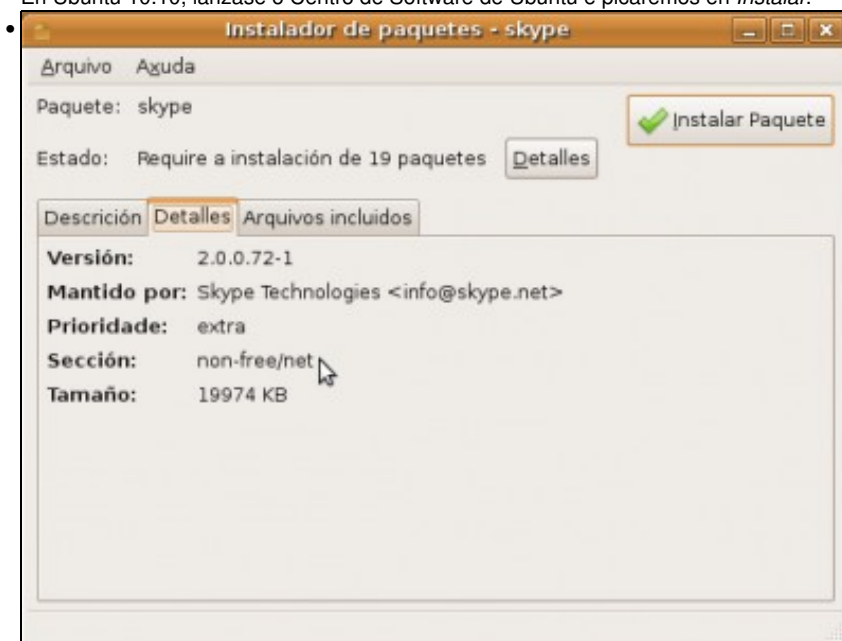 En Ubuntu 10.10, lánzase o Centro de Software de Ubuntu e picaremos en Instalar.
Instalador de paquetes - skype
Arquivo Axuda
Paquete: skype
Instalar Paquete
Estado: Require a instalación de 19 paquetes Detalles
Descrición Detalles Arquivos incluidos
Versión: 2.0.0.72-1
Mantido por: Skype Technologies <info@skype.net>
Prioridade: extra
Sección: non-free/net
Tamaño: 19974 KB